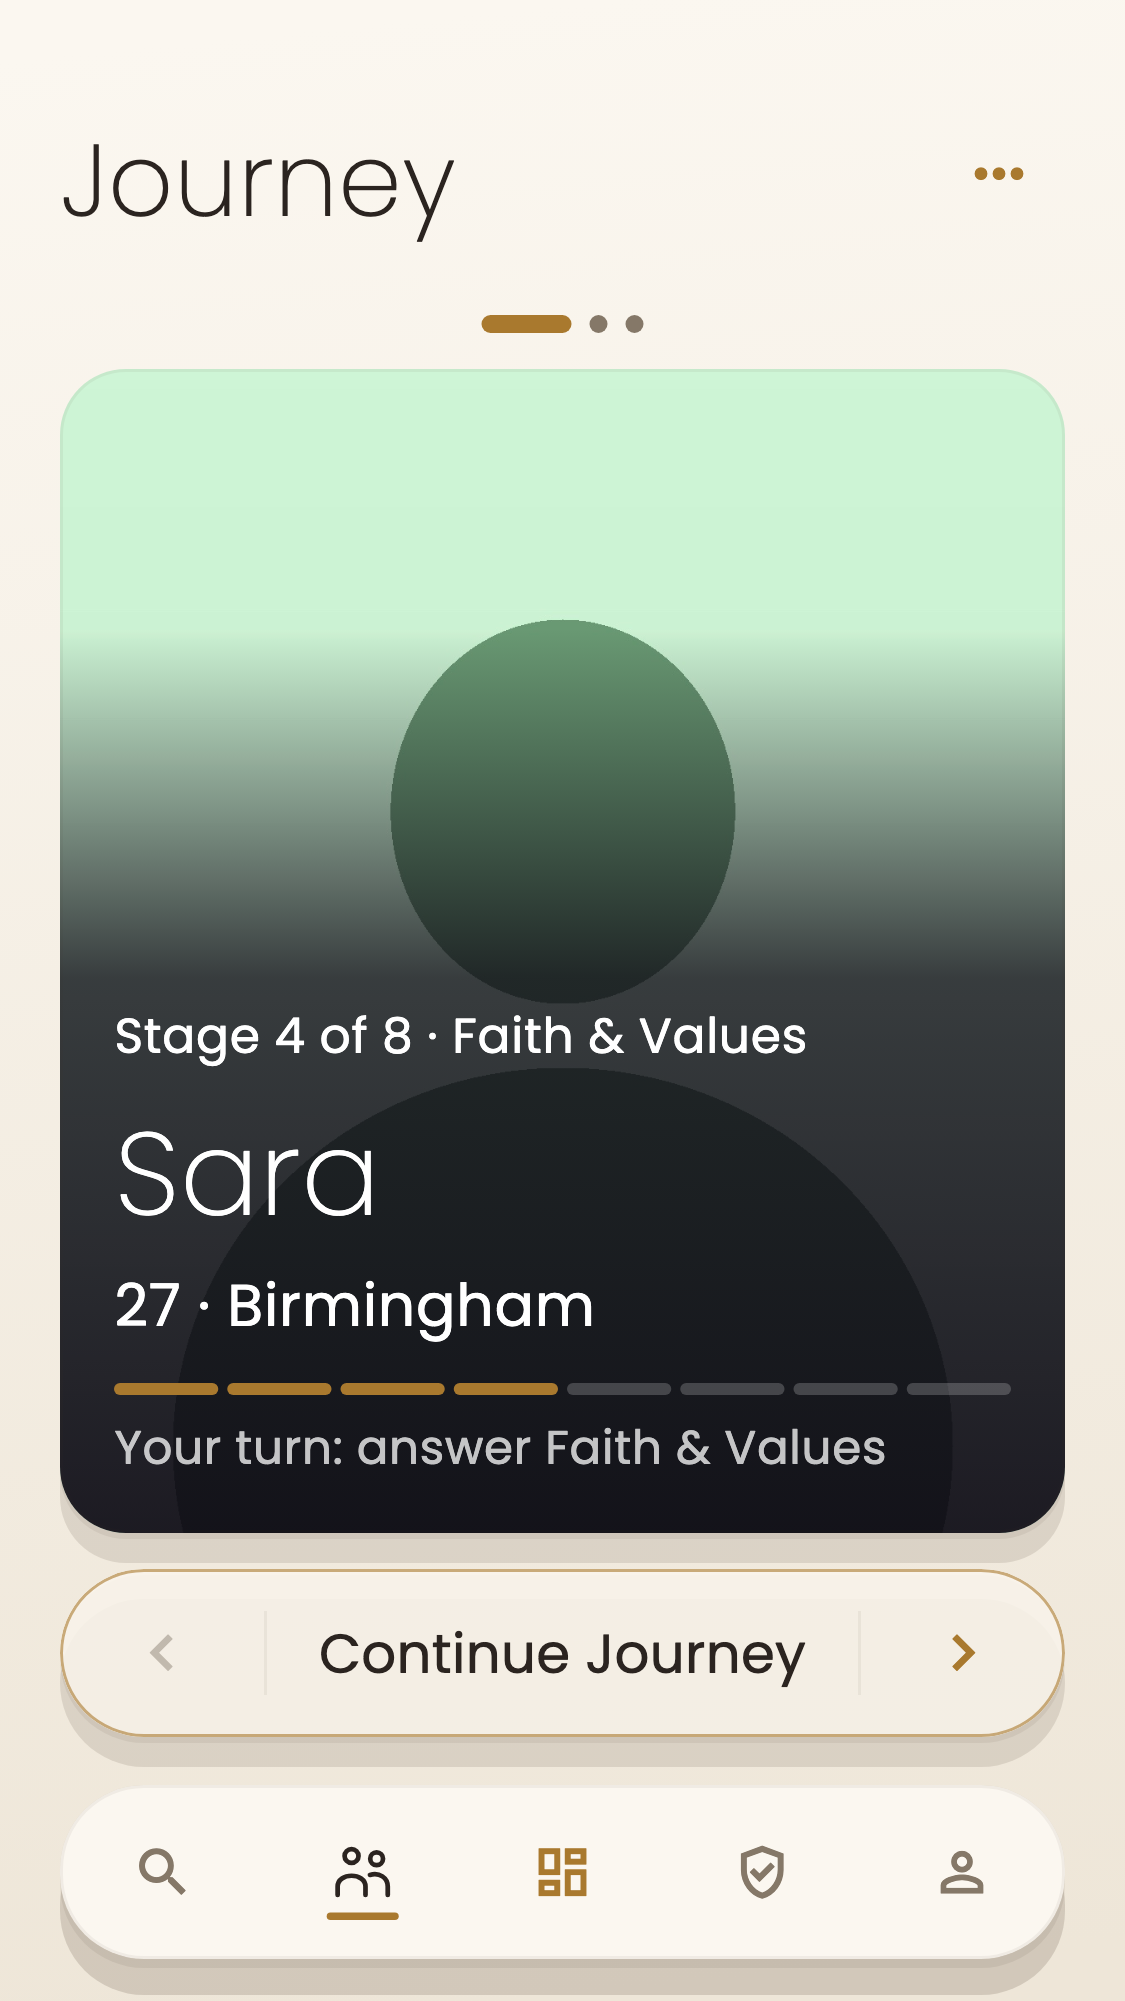 Journey
Stage 4 of 8 · Faith & Values
Sara
27 · Birmingham
Your turn: answer Faith & Values
Continue Journey